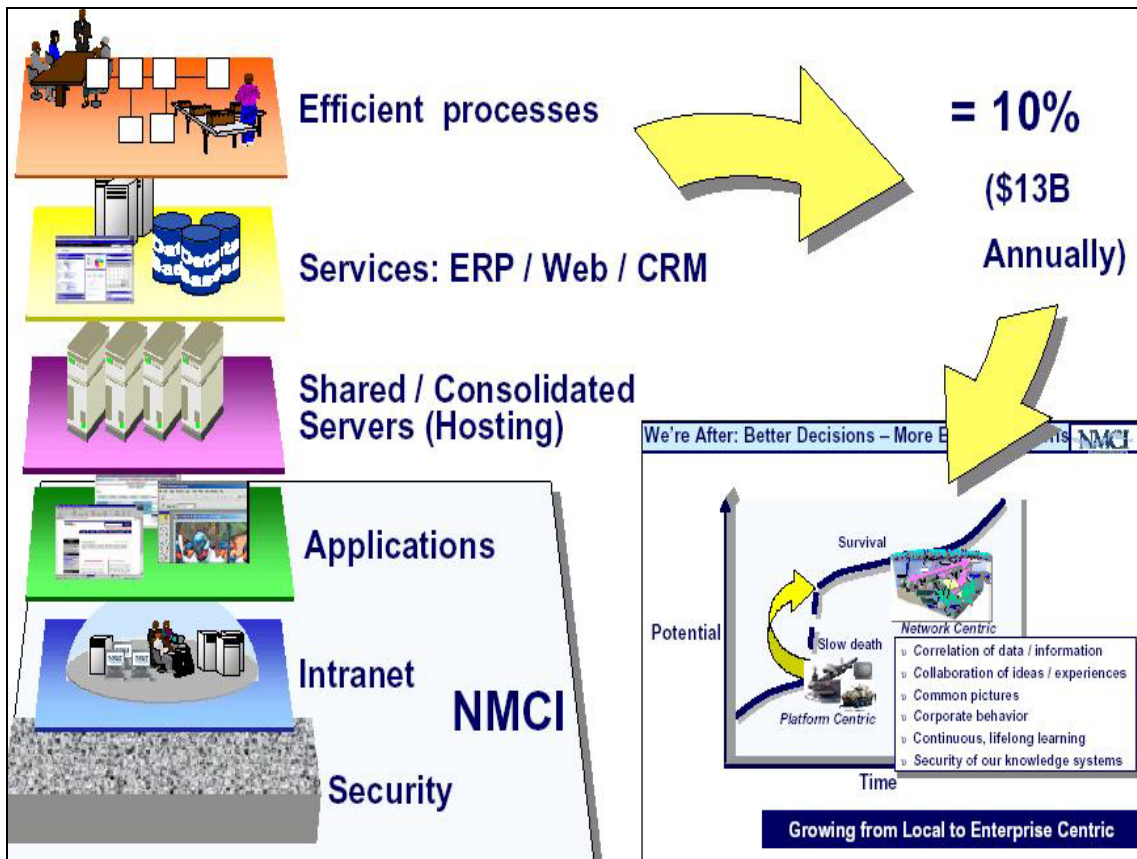 Efficient processes
= 10%
($13B
Annually)
Services: ERP / Web / CRM
Shared / Consolidated
Servers (Hosting)
Applications
Intranet
NMCI
Security
We're After: Better Decisions – More
NMCI
Survival
Potential
Network Centric
Slow death
Platform Centric
Correlation of data / information
Collaboration of ideas / experiences
Common pictures
Corporate behavior
Continuous, lifelong learning
Security of our knowledge systems
Time
Growing from Local to Enterprise Centric